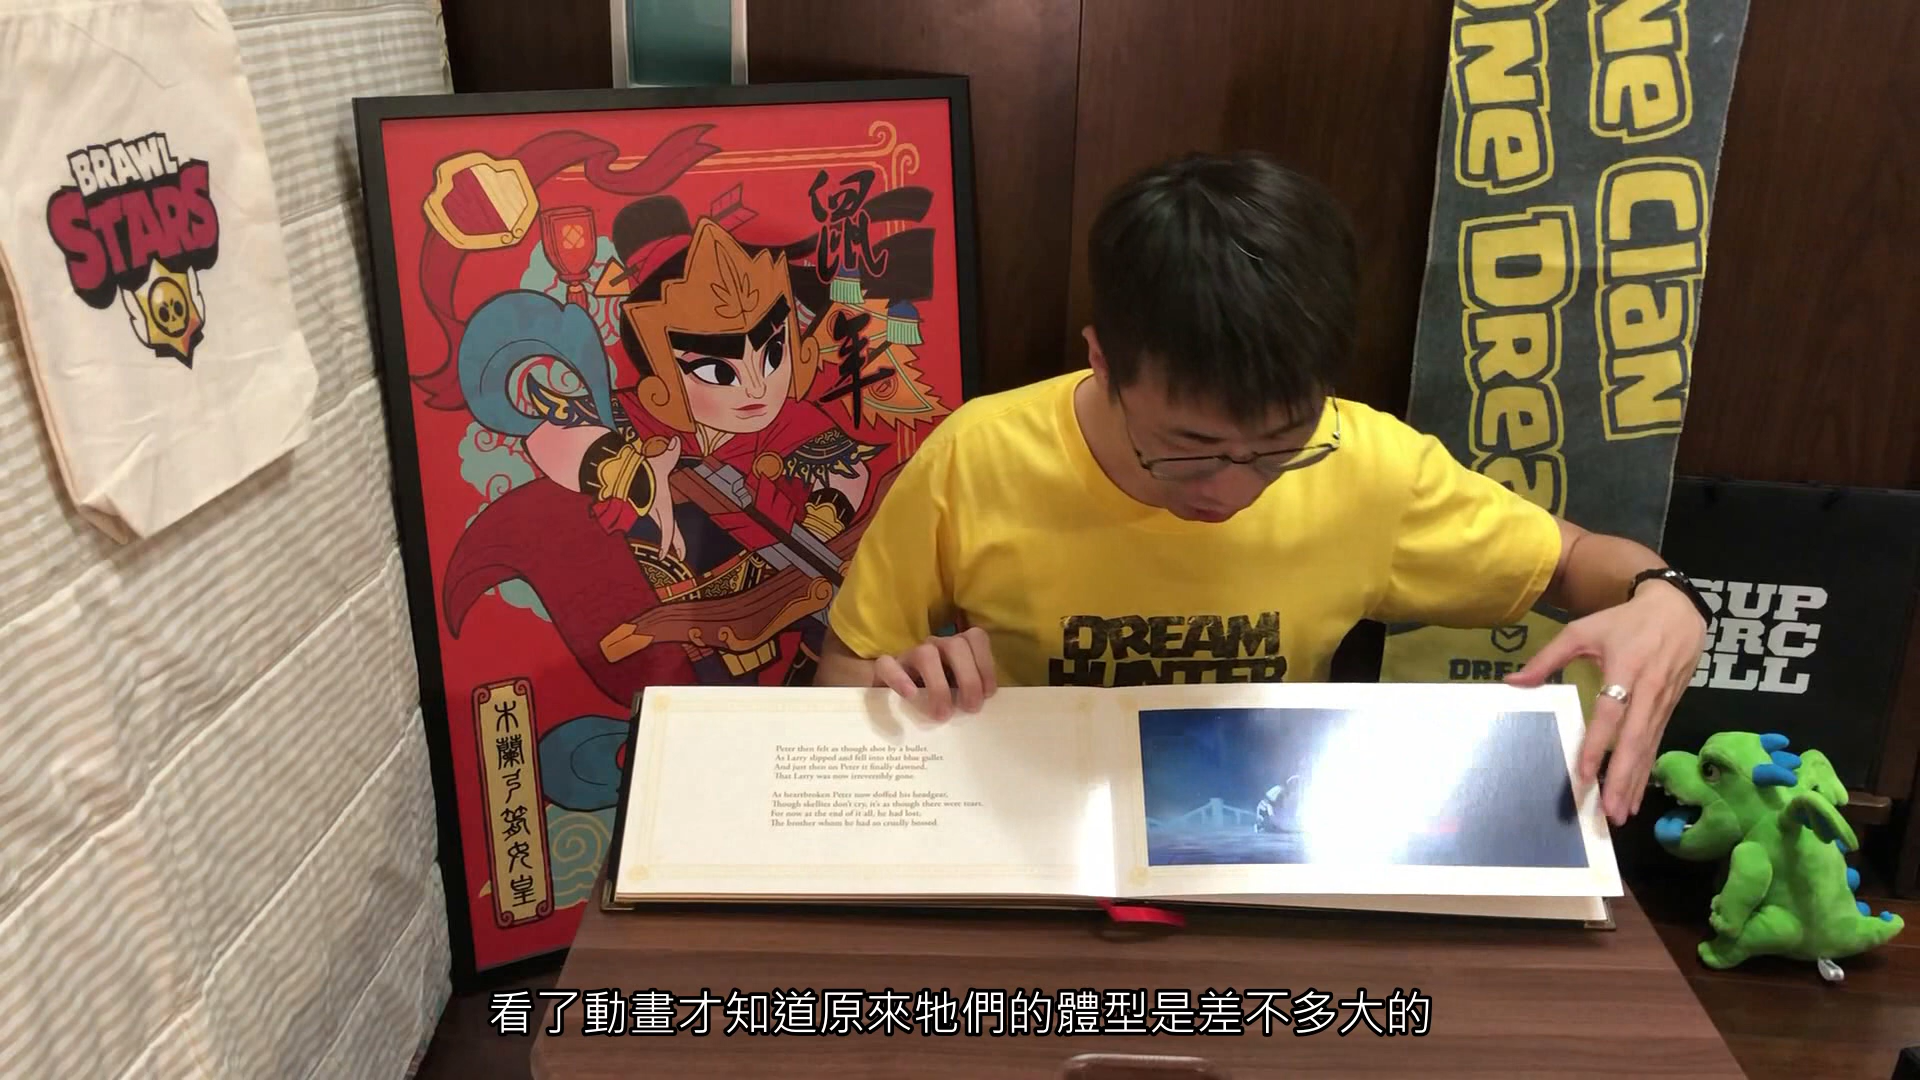 BRAWL
STARS
鼠
年
木
蘭
弓
箭
女
皇
One Clan
One Drea
DREAM
HUNTER
SUP
ERC
ELL
Peter then felt as though shot by a bullet.
As Larry slipped and fell into that blue gullet.
And just then on Peter it finally dawned,
That Larry was now irreversibly gone.
As heartbroken Peter now doffed his headgear,
Though skellies don't cry, it's as though there were tears.
For now at the end of it all, he had lost,
The brother whom he had so cruelly bossed.
看了動畫才知道原來牠們的體型是差不多大的